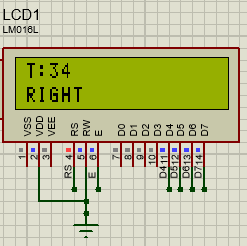 LCD1
LM016L
T:34
RIGHT
VSS VDD VEE RS RW E D0 D1 D2 D3 D4 D5 D6 D7
1 2 3 4 5 6 7 8 9 10 11 12 13 14
RS E D4 D5 D6 D7